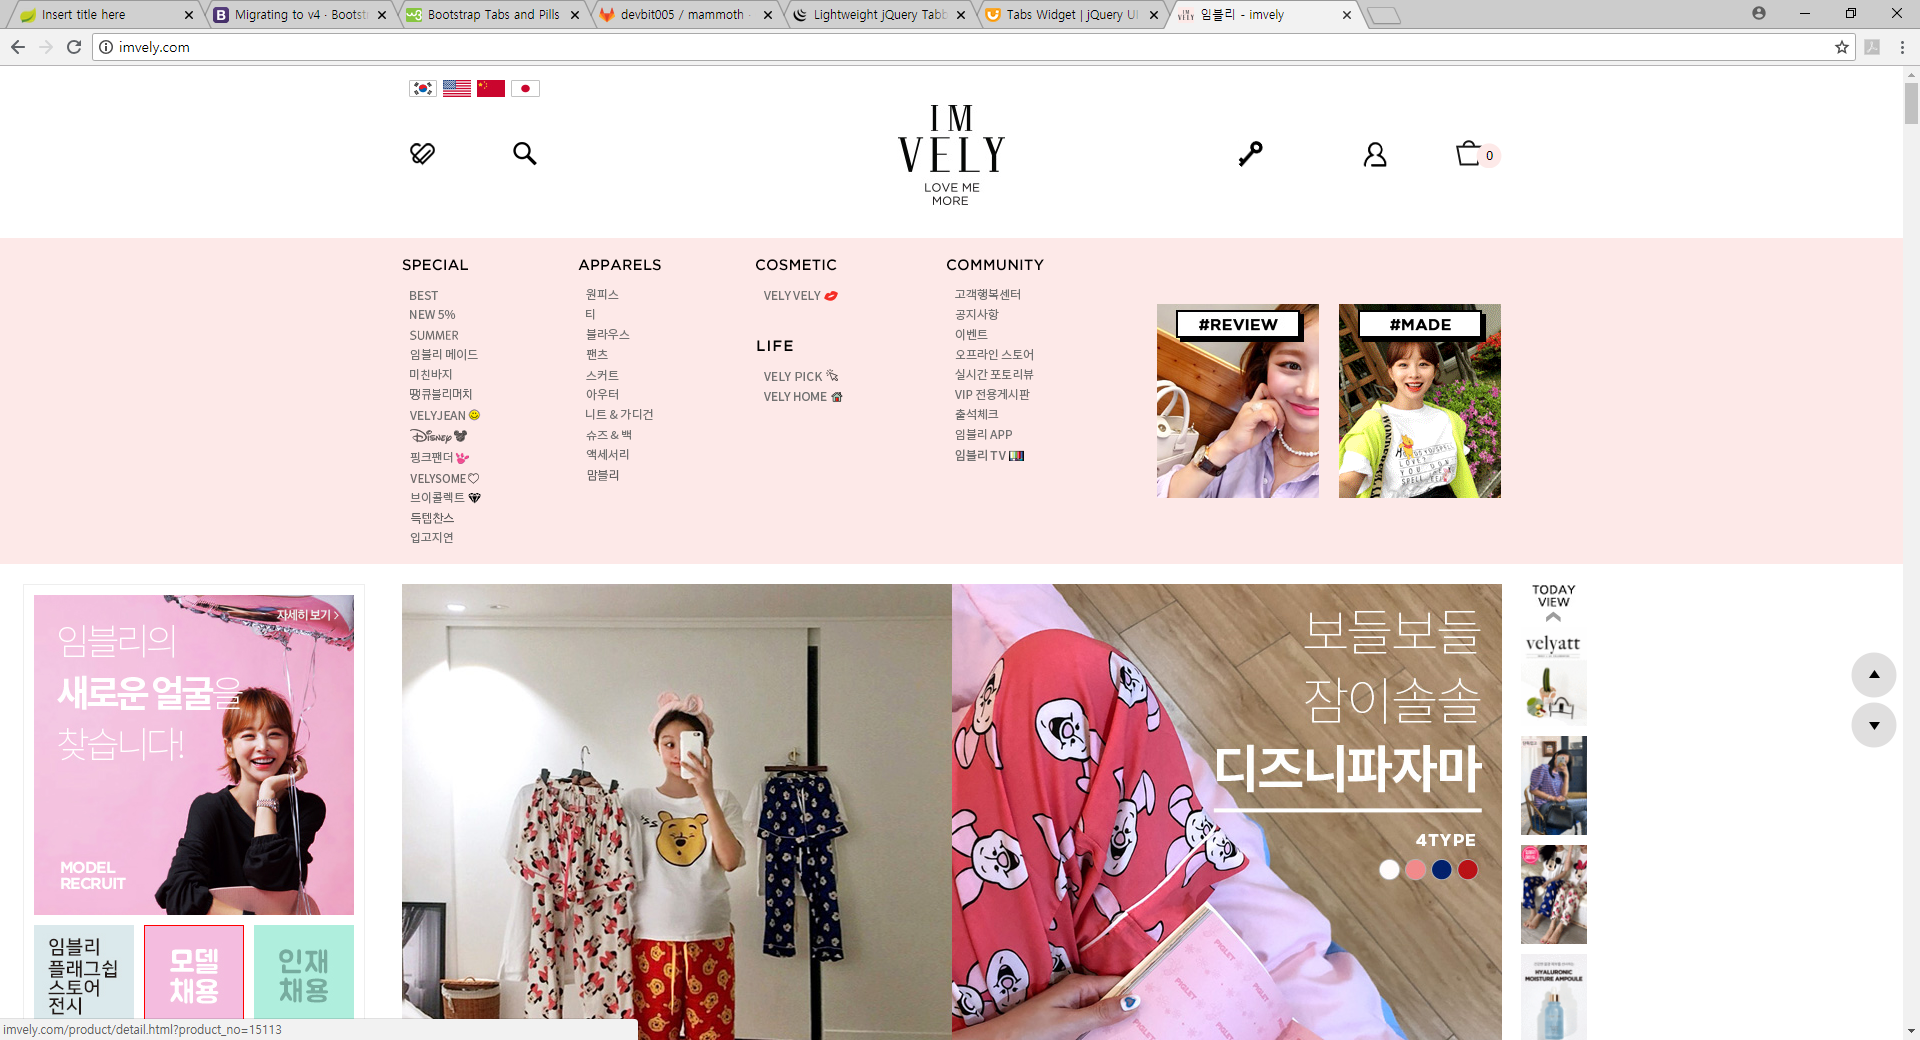 Insert title here
Migrating to v4 · Bootst
Bootstrap Tabs and Pills
devbit005 / mammoth
Lightweight jQuery Tabb
Tabs Widget | jQuery UI
임블리 - imvely
imvely.com
IM
VELY
LOVE ME
MORE
0
SPECIAL
BEST
NEW 5%
SUMMER
임블리 메이드
미친바지
땡큐블리머치
VELYJEAN
Disney
핑크팬더
VELYSOME
브이콜렉트
득템찬스
입고지연
APPARELS
원피스
티
블라우스
팬츠
스커트
아우터
니트 & 가디건
슈즈 & 백
액세서리
맘블리
COSMETIC
VELY VELY
LIFE
VELY PICK
VELY HOME
COMMUNITY
고객행복센터
공지사항
이벤트
오프라인 스토어
실시간 포토리뷰
VIP 전용게시판
출석체크
임블리 APP
임블리 TV
#REVIEW
#MADE
자세히 보기 >
임블리의
새로운 얼굴을
찾습니다!
MODEL
RECRUIT
임블리
플래그쉽
스토어
전시
모델
채용
인재
채용
보들보들
잠이솔솔
디즈니파자마
4TYPE
PIGLET
PIGLET
TODAY
VIEW
velyatt
HYALURONIC
MOISTURE AMPOULE
imvely.com/product/detail.html?product_no=15113